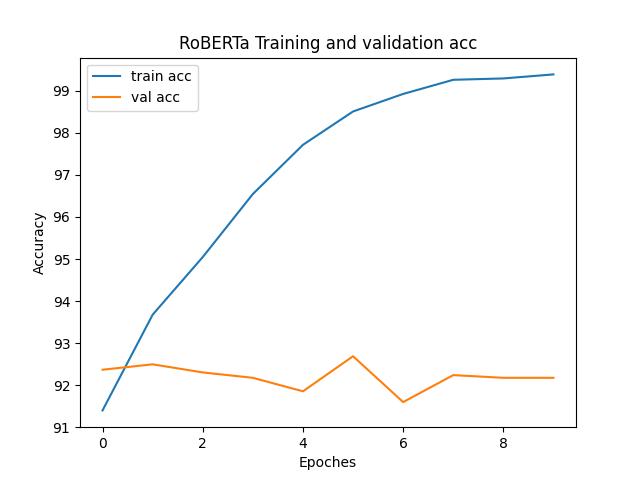 RoBERTa Training and validation acc
train acc
val acc
99
98
97
96
95
94
93
92
91
Accuracy
0 2 4 6 8
Epoches